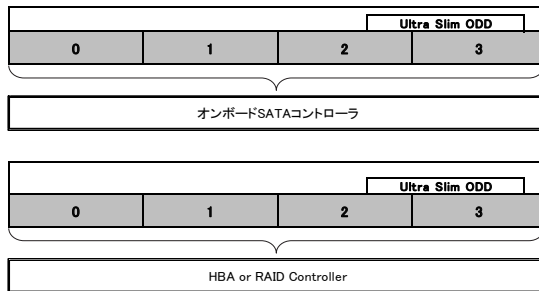 Ultra Slim ODD
0 1 2 3
オンボードSATAコントローラ
Ultra Slim ODD
0 1 2 3
HBA or RAID Controller